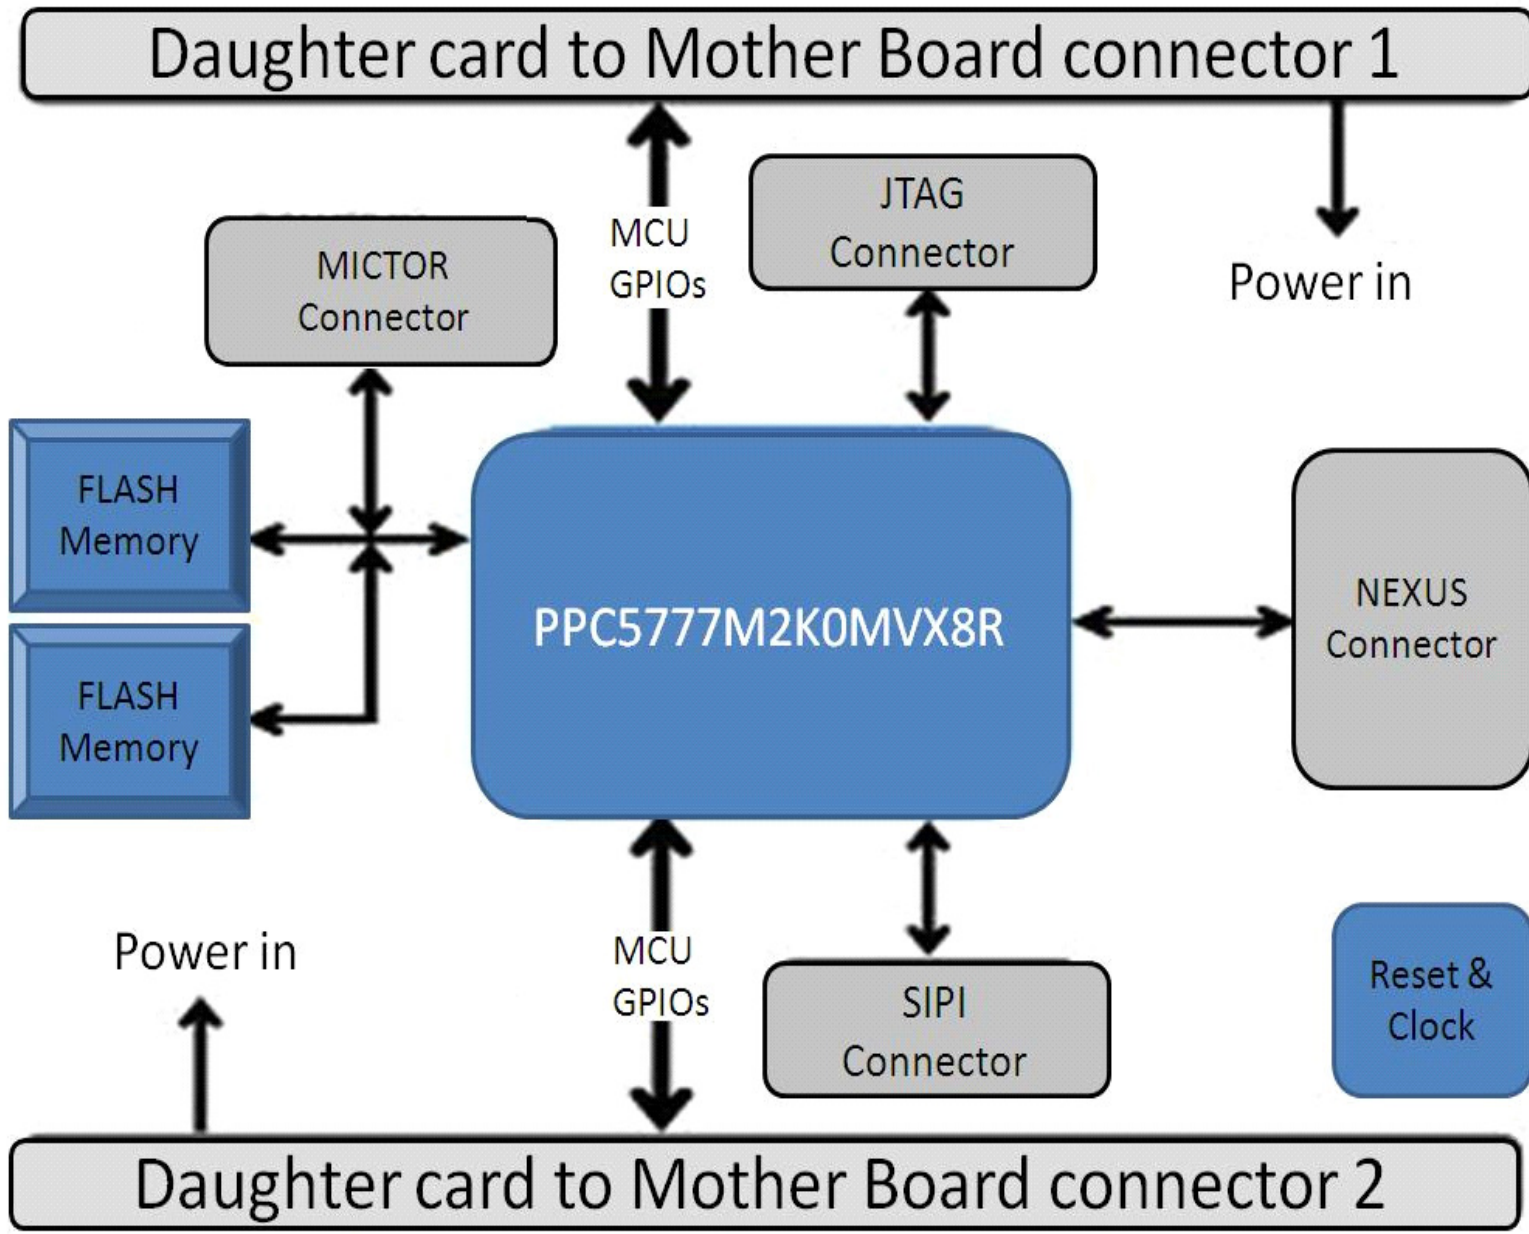 Daughter card to Mother Board connector 1
MCU
GPIOs
JTAG
Connector
Power in
MICTOR
Connector
FLASH
Memory
FLASH
Memory
PPC5777M2K0MVX8R
NEXUS
Connector
Power in
MCU
GPIOs
SIPI
Connector
Reset &
Clock
Daughter card to Mother Board connector 2